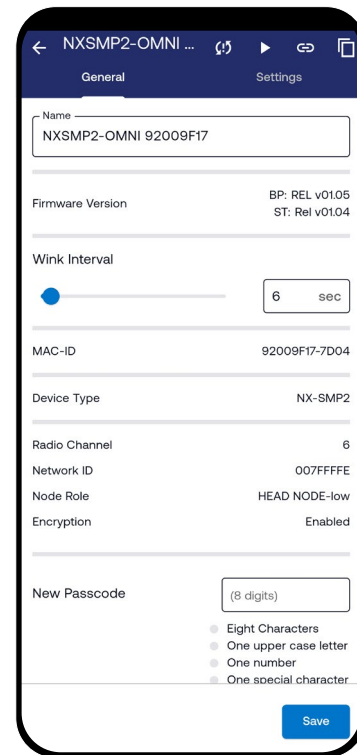 NXSMP2-OMNI ...
General Settings
Name
NXSMP2-OMNI 92009F17
Firmware Version BP: REL v01.05
ST: Rel v01.04
Wink Interval
6 sec
MAC-ID 92009F17-7D04
Device Type NX-SMP2
Radio Channel 6
Network ID 007FFFFE
Node Role HEAD NODE-low
Encryption Enabled
New Passcode (8 digits)
Eight Characters
One upper case letter
One number
One special character
Save